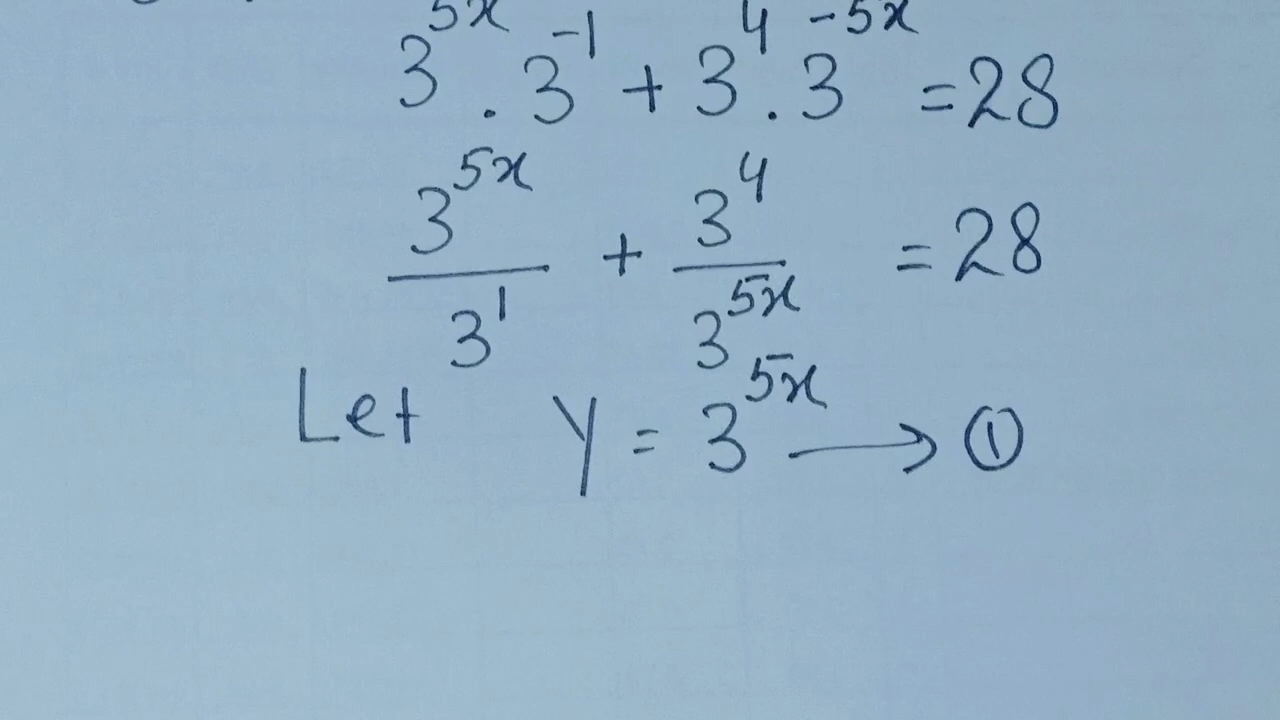 3^5x . 3^-1 + 3^4 . 3^-5x = 28
3^5x / 3^1 + 3^4 / 3^5x = 28
Let y = 3^5x ⟶ ①